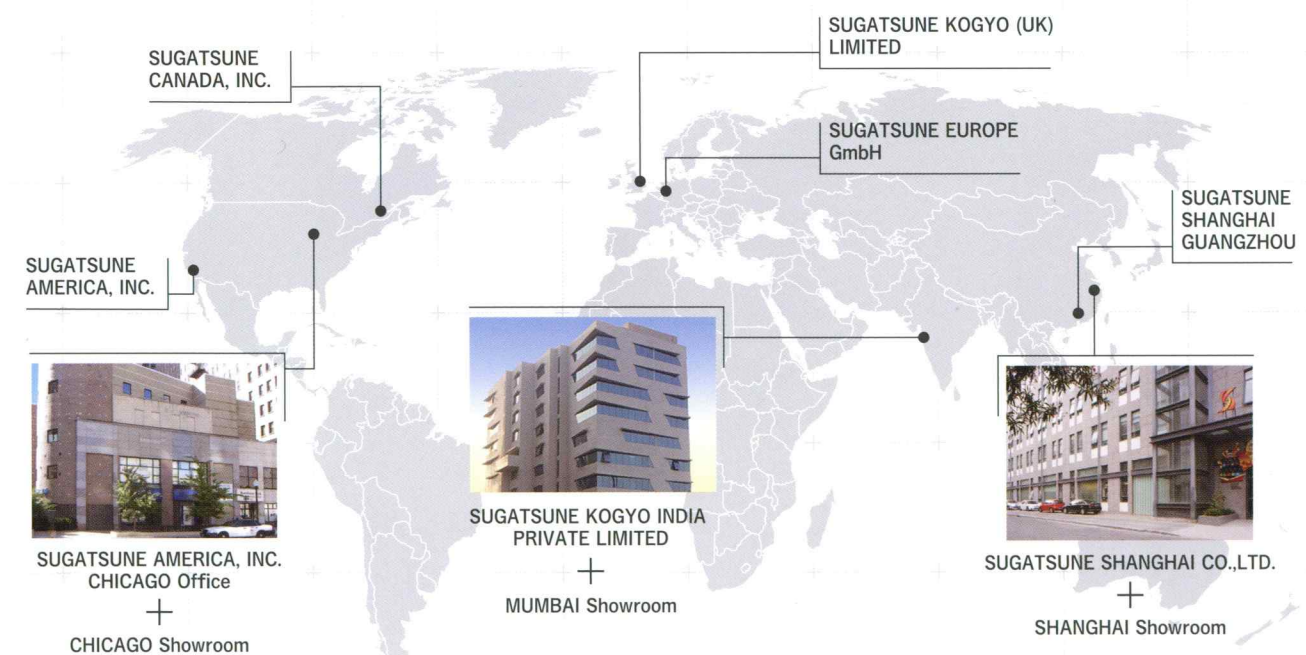 SUGATSUNE KOGYO (UK)
LIMITED
SUGATSUNE
CANADA, INC.
SUGATSUNE EUROPE
GmbH
SUGATSUNE
SHANGHAI
GUANGZHOU
SUGATSUNE
AMERICA, INC.
SUGATSUNE AMERICA, INC.
CHICAGO Office
+
CHICAGO Showroom
SUGATSUNE KOGYO INDIA
PRIVATE LIMITED
+
MUMBAI Showroom
SUGATSUNE SHANGHAI CO.,LTD.
+
SHANGHAI Showroom